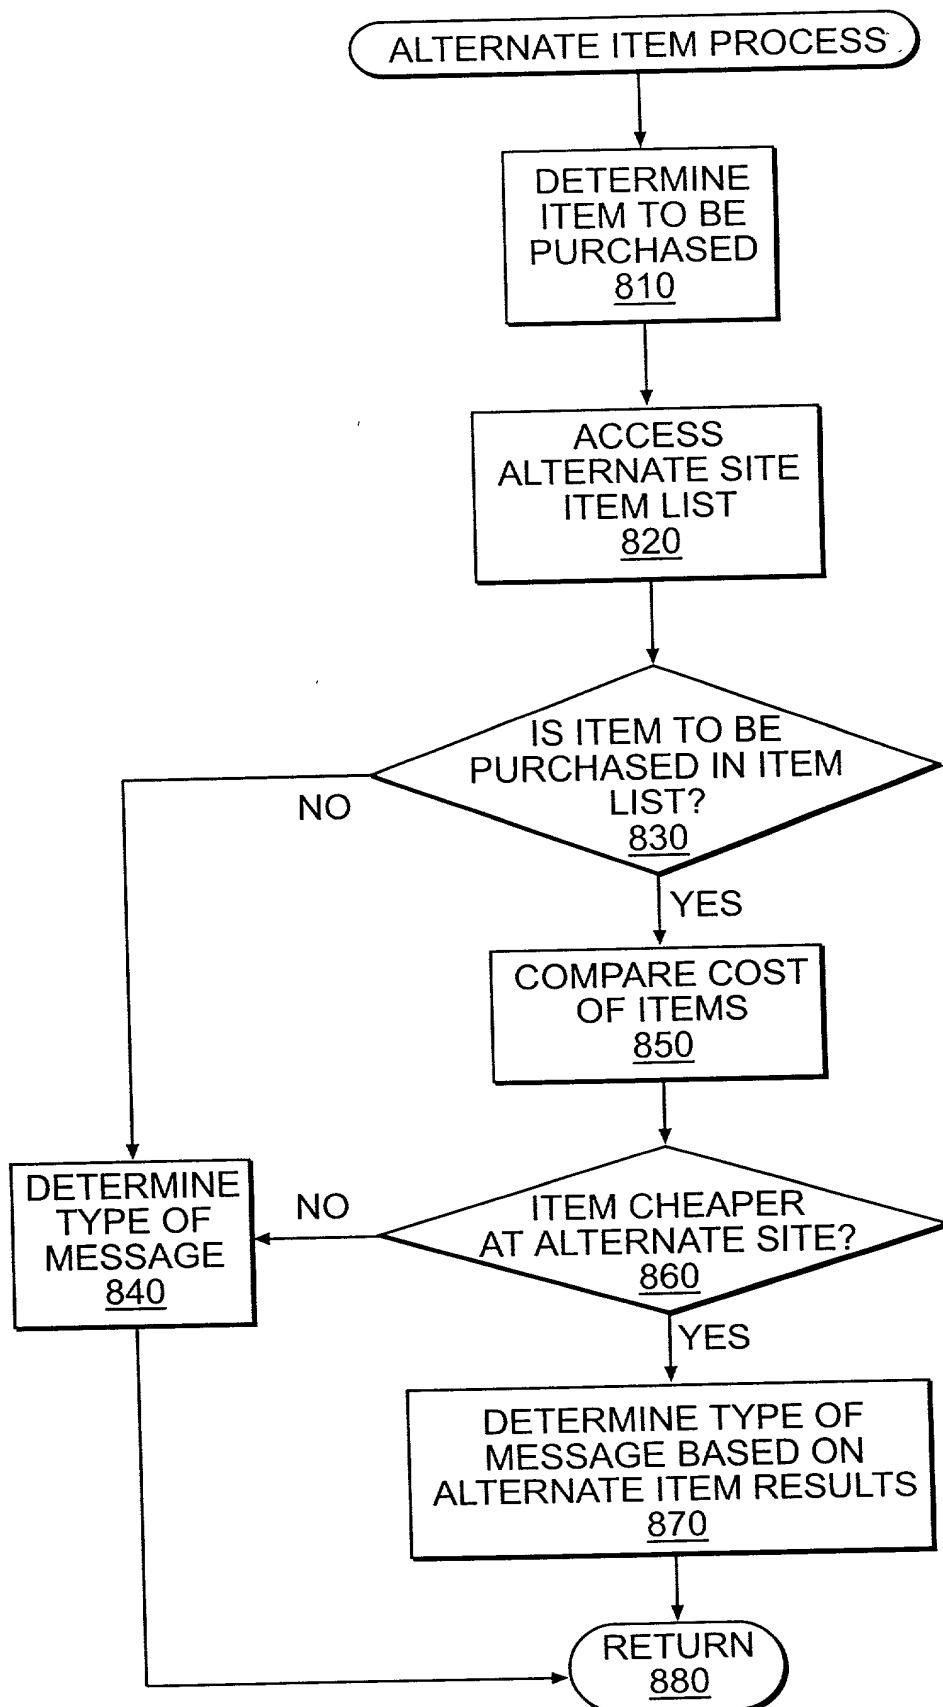 ALTERNATE ITEM PROCESS
DETERMINE
ITEM TO BE
PURCHASED
810
ACCESS
ALTERNATE SITE
ITEM LIST
820
IS ITEM TO BE
PURCHASED IN ITEM
LIST?
830
NO
YES
COMPARE COST
OF ITEMS
850
DETERMINE
TYPE OF
MESSAGE
840
NO
ITEM CHEAPER
AT ALTERNATE SITE?
860
YES
DETERMINE TYPE OF
MESSAGE BASED ON
ALTERNATE ITEM RESULTS
870
RETURN
880